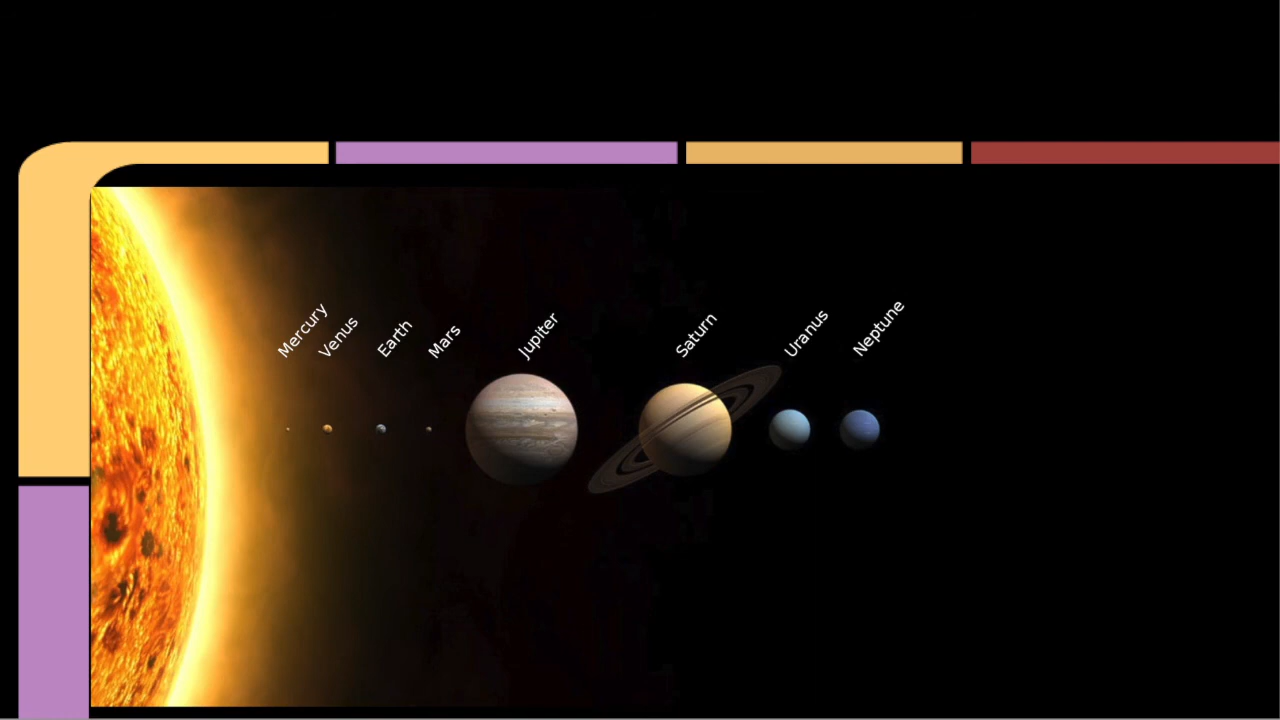 Mercury
Venus
Earth
Mars
Jupiter
Saturn
Uranus
Neptune